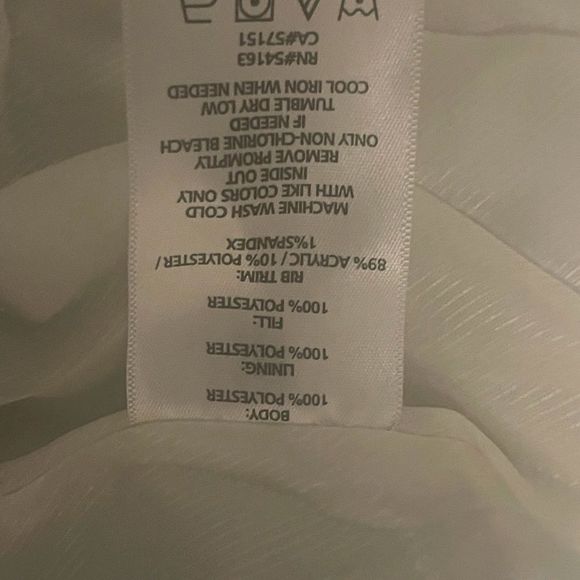 BODY:
100% POLYESTER
LINING:
100% POLYESTER
FILL:
100% POLYESTER
RIB TRIM:
89% ACRYLIC / 10% POLYESTER /
1%SPANDEX
MACHINE WASH COLD
WITH LIKE COLORS ONLY
INSIDE OUT
REMOVE PROMPTLY
ONLY NON-CHLORINE BLEACH
IF NEEDED
TUMBLE DRY LOW
COOL IRON WHEN NEEDED
RN#54163
CA#57151